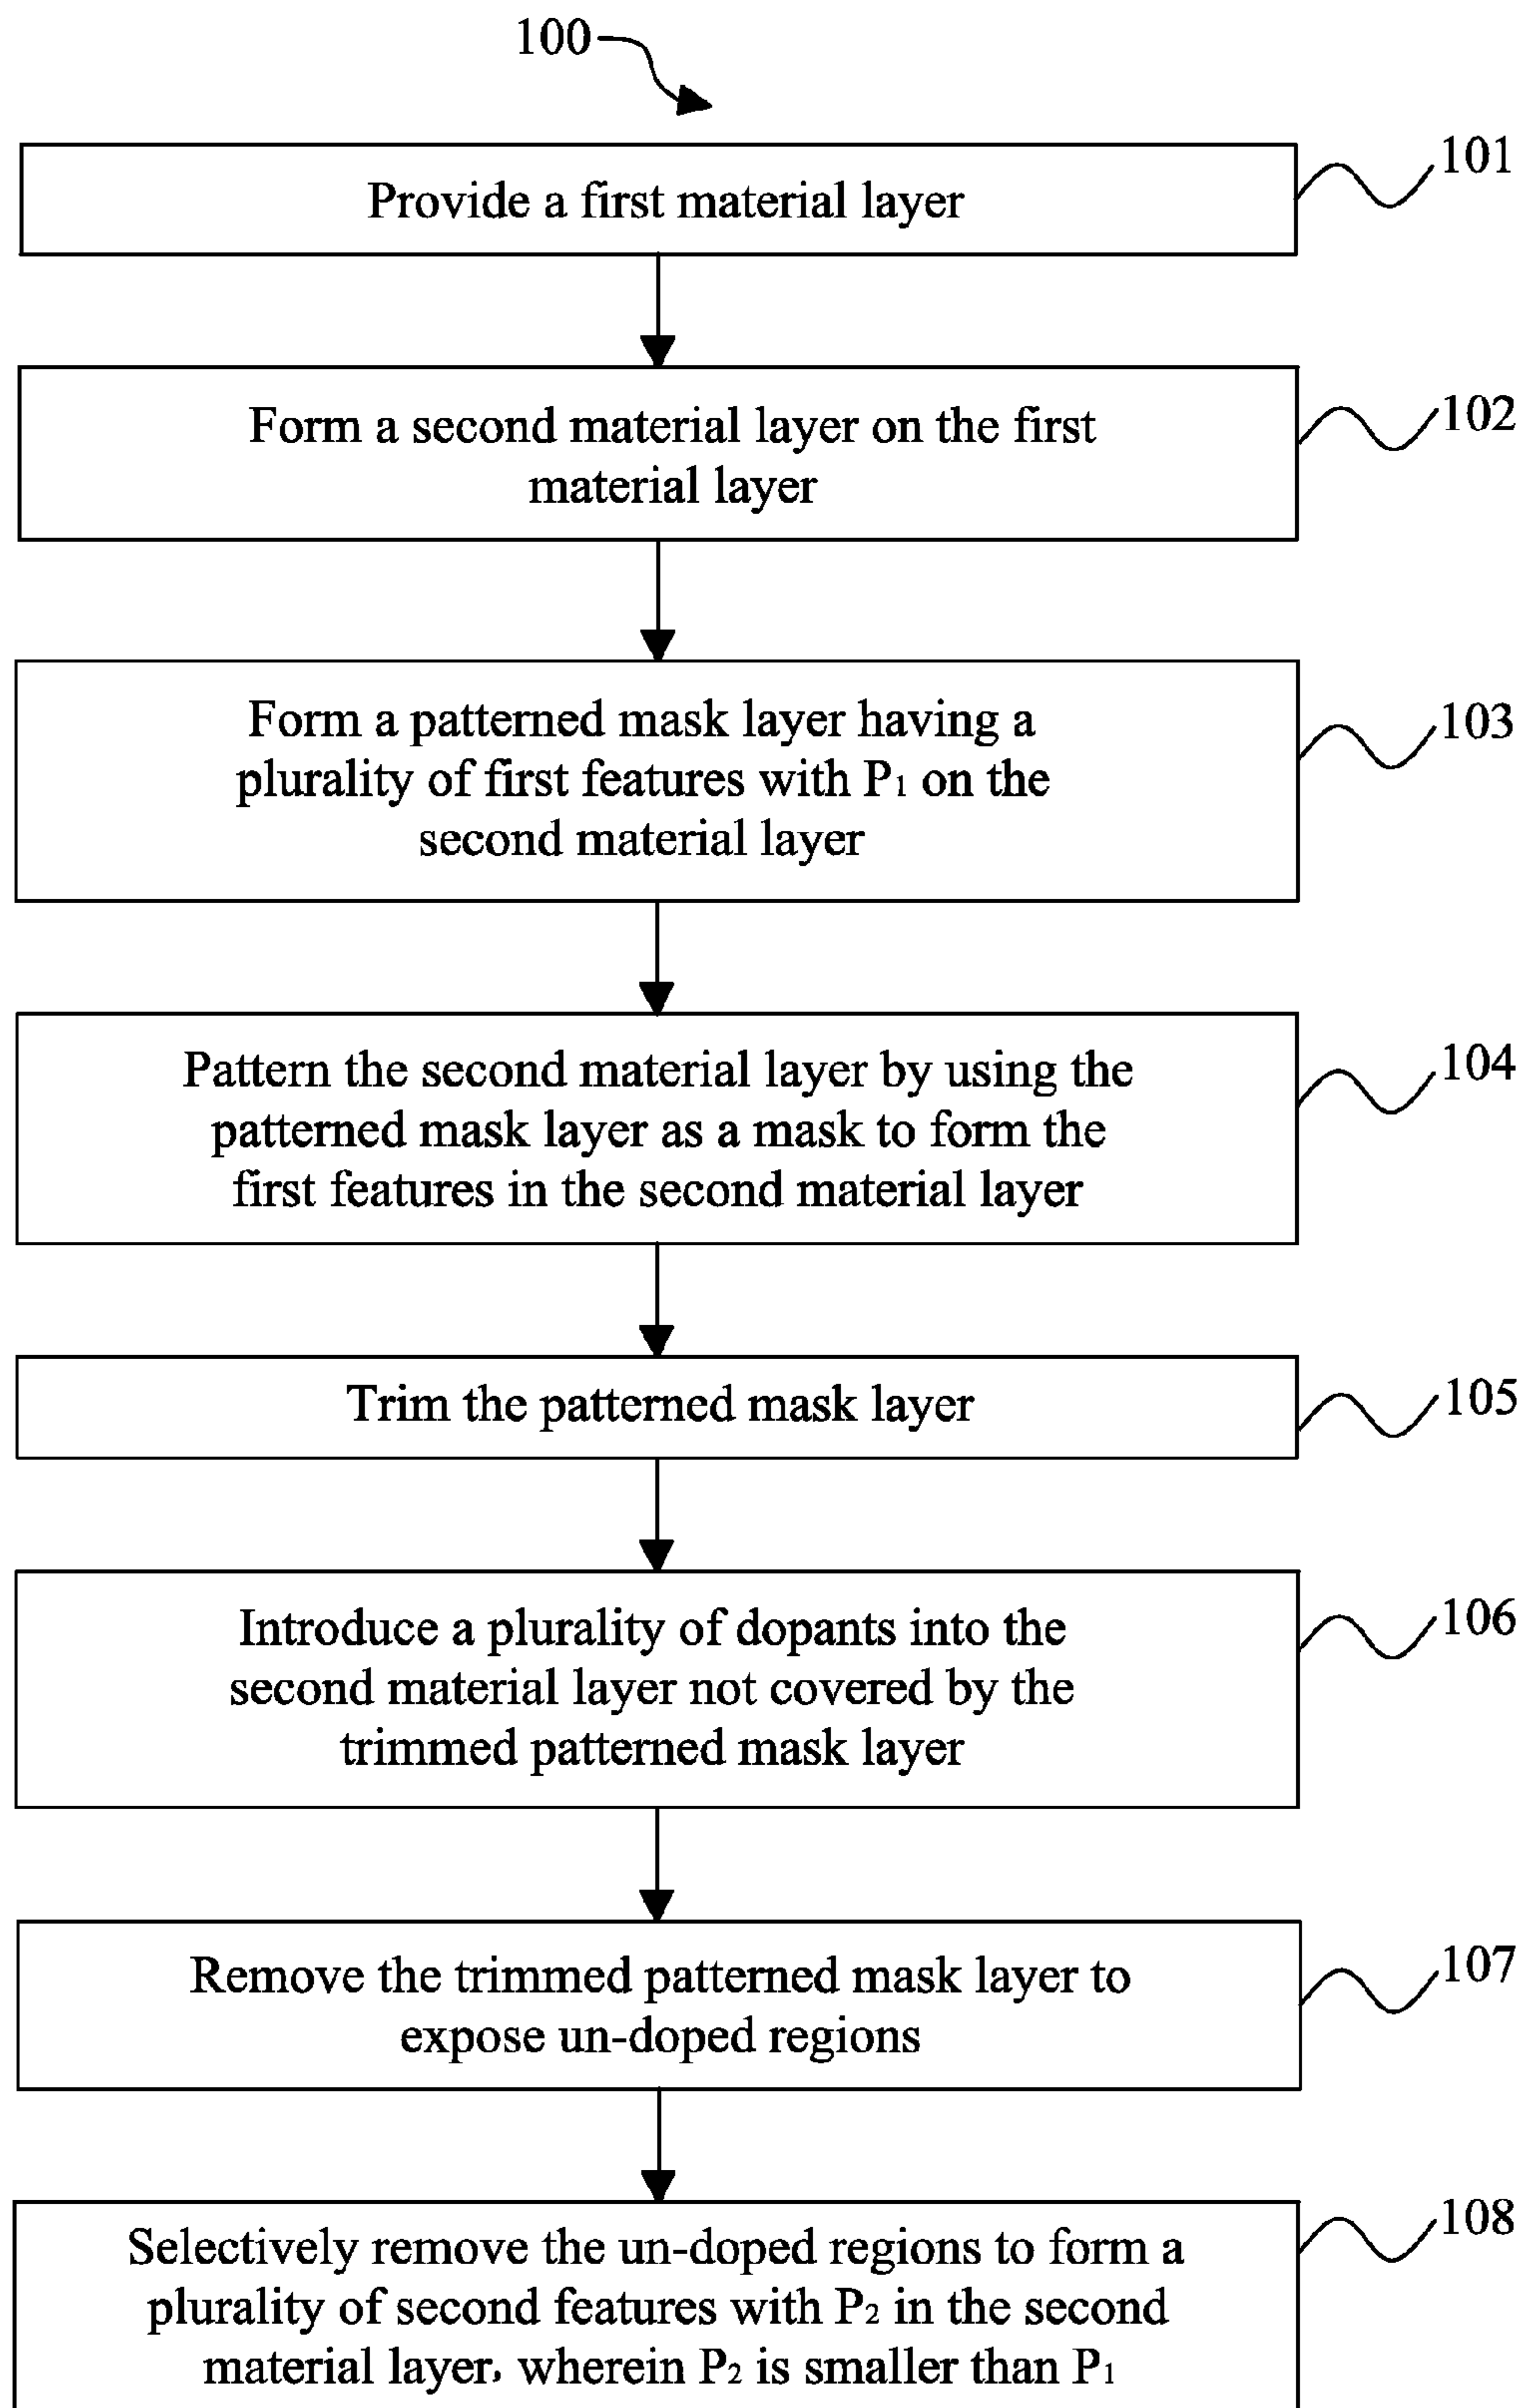 100
Provide a first material layer
101
Form a second material layer on the first
material layer
102
Form a patterned mask layer having a
plurality of first features with P₁ on the
second material layer
103
Pattern the second material layer by using the
patterned mask layer as a mask to form the
first features in the second material layer
104
Trim the patterned mask layer
105
Introduce a plurality of dopants into the
second material layer not covered by the
trimmed patterned mask layer
106
Remove the trimmed patterned mask layer to
expose un-doped regions
107
Selectively remove the un-doped regions to form a
plurality of second features with P₂ in the second
material layer, wherein P₂ is smaller than P₁
108